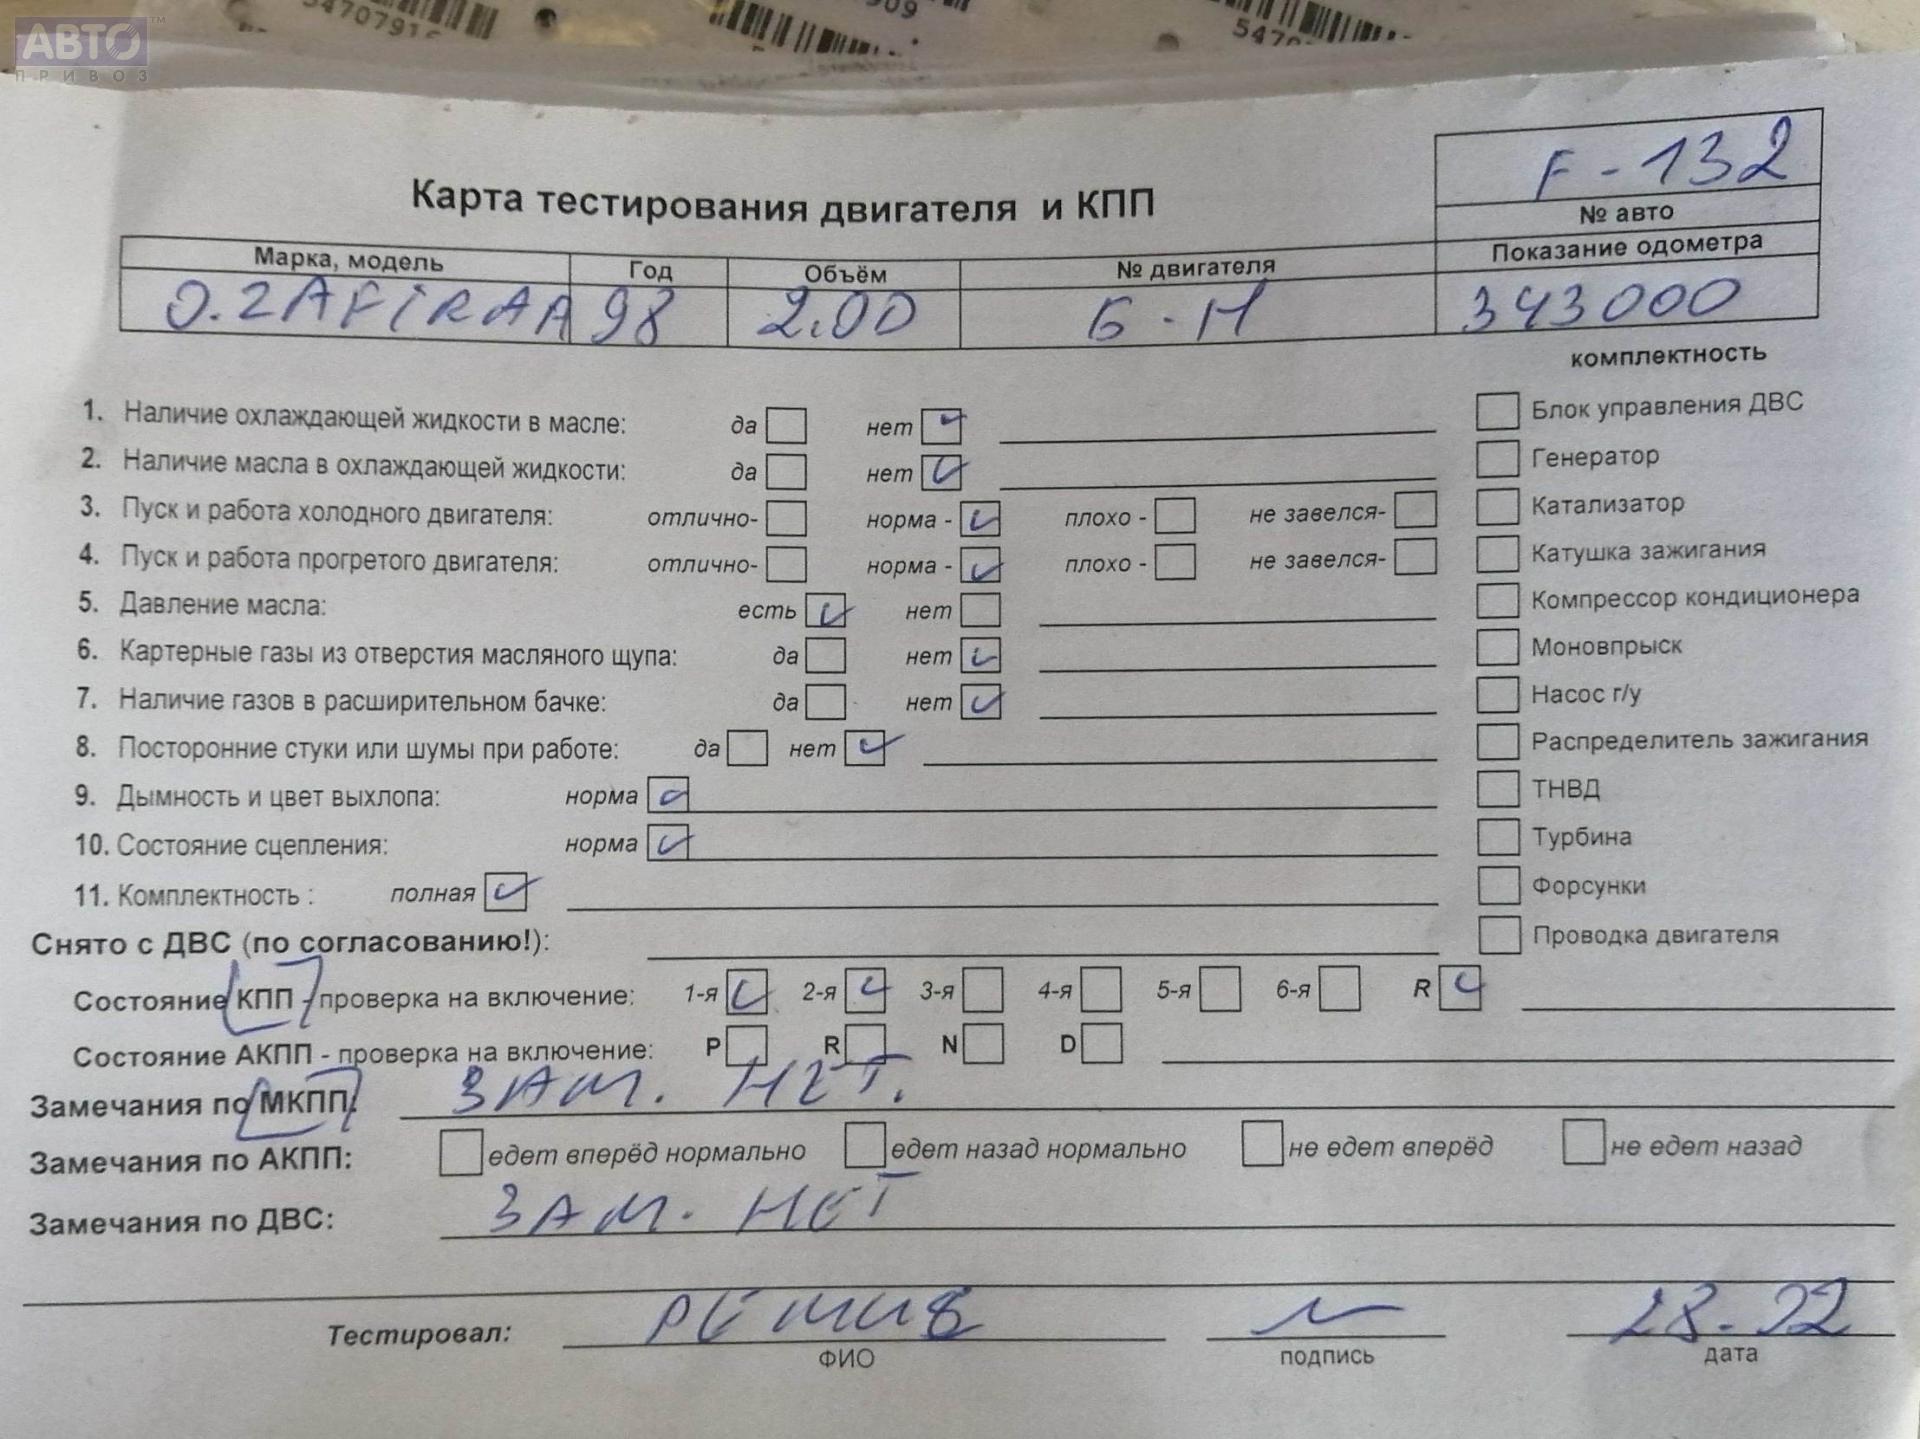 АВТО
ПРИВОЗ
5470791
F-132
№ авто
Карта тестирования двигателя и КПП
Марка, модель Год Объём № двигателя Показание одометра
O.ZAFIRA A 98 2.0D Б-Н 343000
комплектность
1. Наличие охлаждающей жидкости в масле: да нет
2. Наличие масла в охлаждающей жидкости: да нет
3. Пуск и работа холодного двигателя: отлично- норма - плохо - не завелся-
4. Пуск и работа прогретого двигателя: отлично- норма - плохо - не завелся-
5. Давление масла: есть нет
6. Картерные газы из отверстия масляного щупа: да нет
7. Наличие газов в расширительном бачке: да нет
8. Посторонние стуки или шумы при работе: да нет
9. Дымность и цвет выхлопа: норма
10. Состояние сцепления: норма
11. Комплектность : полная
Блок управления ДВС
Генератор
Катализатор
Катушка зажигания
Компрессор кондиционера
Моновпрыск
Насос г/у
Распределитель зажигания
ТНВД
Турбина
Форсунки
Проводка двигателя
Снято с ДВС (по согласованию!):
Состояние КПП - проверка на включение: 1-я 2-я 3-я 4-я 5-я 6-я R
Состояние АКПП - проверка на включение: P R N D
Замечания по МКПП: ЗАМ. НЕТ.
Замечания по АКПП: едет вперёд нормально едет назад нормально не едет вперёд не едет назад
Замечания по ДВС: ЗАМ. НЕТ
Тестировал:
ФИО подпись дата